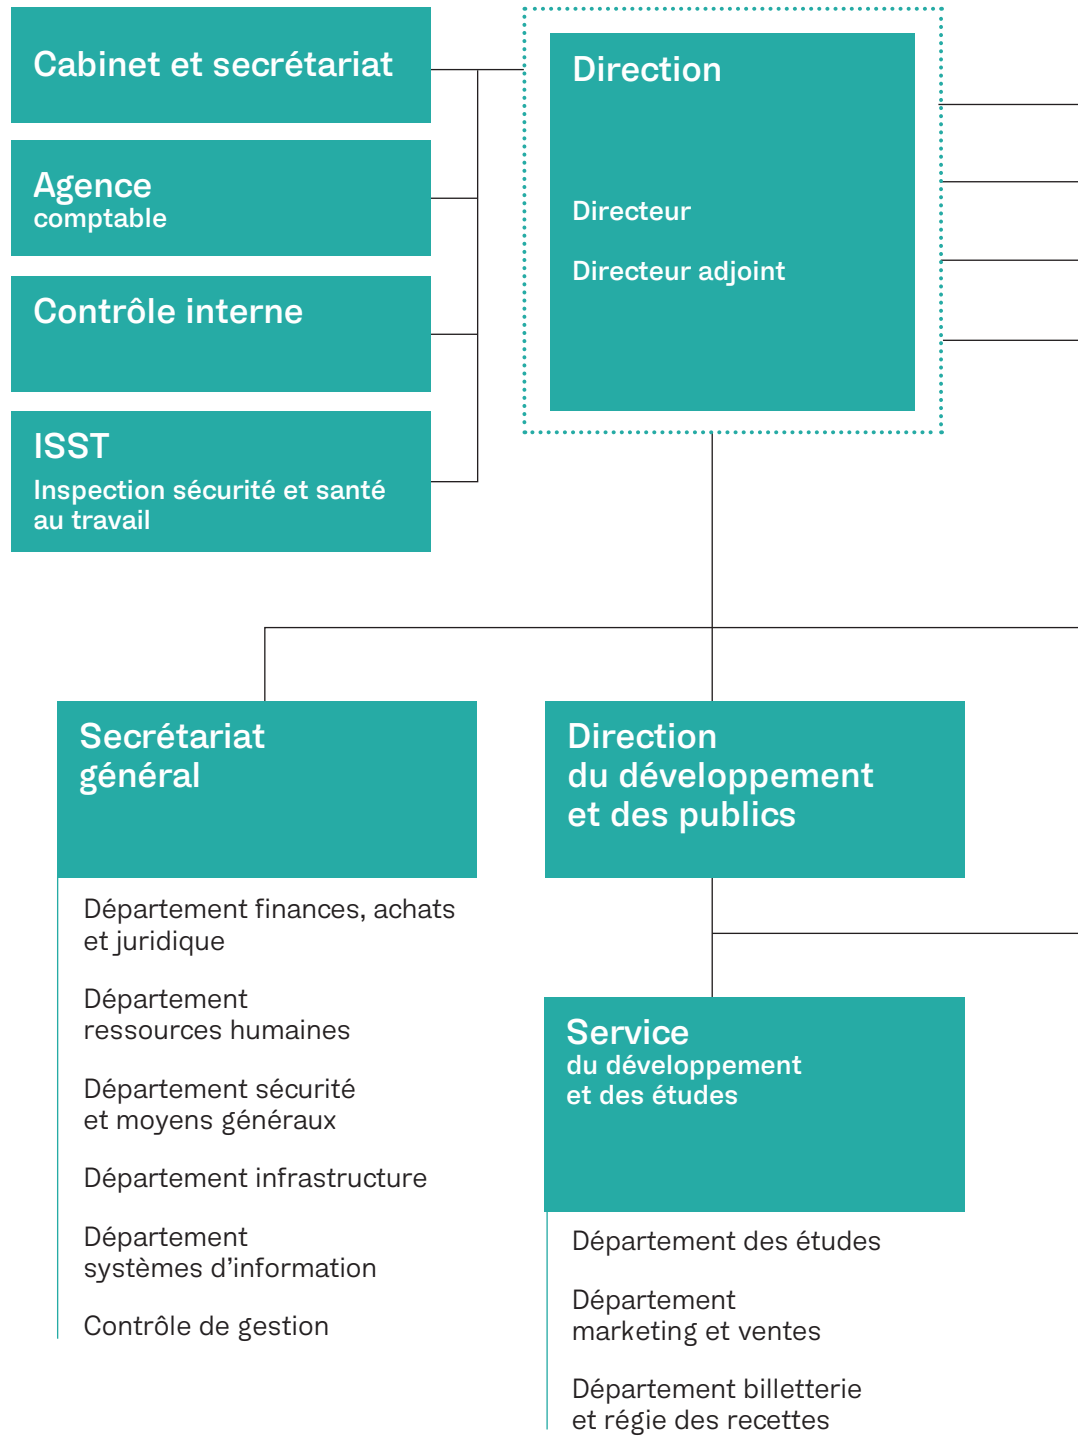 Cabinet et secrétariat
Agence
comptable
Contrôle interne
ISST
Inspection sécurité et santé
au travail
Direction
Directeur
Directeur adjoint
Secrétariat
général
Département finances, achats
et juridique
Département
ressources humaines
Département sécurité
et moyens généraux
Département infrastructure
Département
systèmes d’information
Contrôle de gestion
Direction
du développement
et des publics
Service
du développement
et des études
Département des études
Département
marketing et ventes
Département billetterie
et régie des recettes